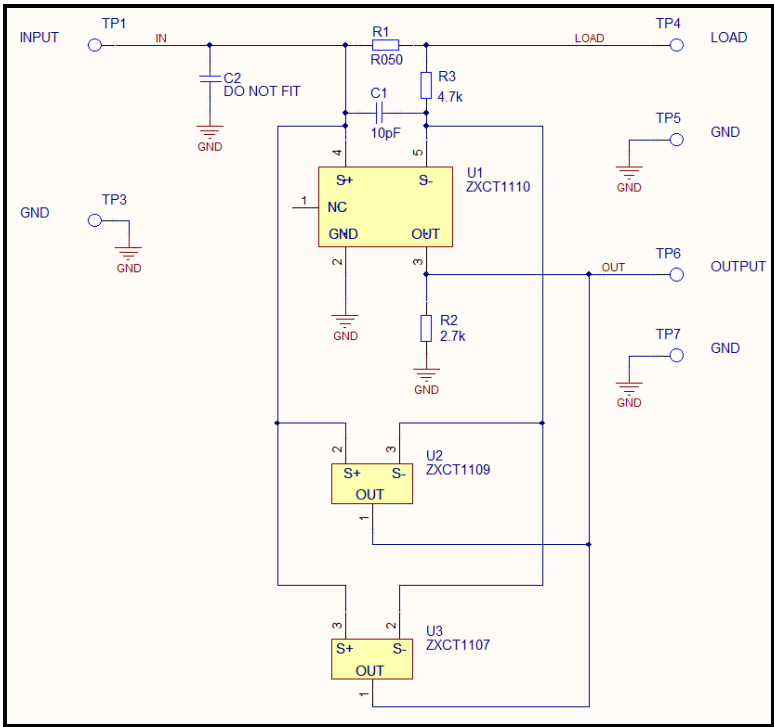 TP1
R1
TP4
INPUT
IN
LOAD
LOAD
R050
C2
DO NOT FIT
R3
4.7k
C1
10pF
GND
TP5
GND
GND
4
5
U1
ZXCT1110
S+
S-
1
NC
GND
OUT
TP3
GND
GND
2
3
TP6
OUT
OUTPUT
R2
2.7k
GND
GND
TP7
GND
GND
2
3
U2
ZXCT1109
S+
S-
OUT
1
3
2
U3
ZXCT1107
S+
S-
OUT
1